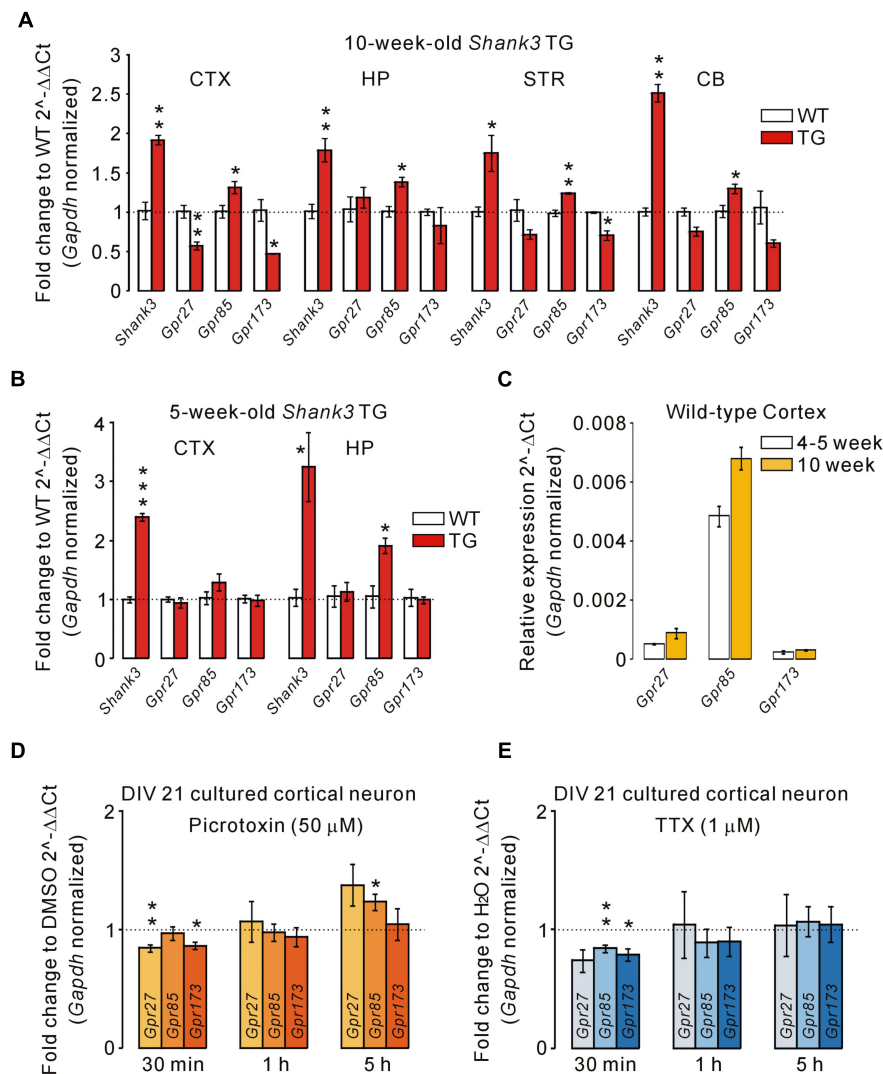 A
10-week-old Shank3 TG
CTX HP STR CB
WT
TG
Fold change to WT 2^-ΔΔCt
(Gapdh normalized)
3
2.5
2
1.5
1
0.5
0
** ** * * ** * * ** * ** *
Shank3 Gpr27 Gpr85 Gpr173 Shank3 Gpr27 Gpr85 Gpr173 Shank3 Gpr27 Gpr85 Gpr173 Shank3 Gpr27 Gpr85 Gpr173
B
5-week-old Shank3 TG
CTX HP
WT
TG
Fold change to WT 2^-ΔΔCt
(Gapdh normalized)
4
3
2
1
0
*** * *
Shank3 Gpr27 Gpr85 Gpr173 Shank3 Gpr27 Gpr85 Gpr173
C
Wild-type Cortex
4-5 week
10 week
Relative expression 2^-ΔCt
(Gapdh normalized)
0.008
0.006
0.004
0.002
0
Gpr27 Gpr85 Gpr173
D
DIV 21 cultured cortical neuron
Picrotoxin (50 μM)
Fold change to DMSO 2^-ΔΔCt
(Gapdh normalized)
2
1
0
** * *
Gpr27 Gpr85 Gpr173 Gpr27 Gpr85 Gpr173 Gpr27 Gpr85 Gpr173
30 min 1 h 5 h
E
DIV 21 cultured cortical neuron
TTX (1 μM)
Fold change to H₂O 2^-ΔΔCt
(Gapdh normalized)
2
1
0
** *
Gpr27 Gpr85 Gpr173 Gpr27 Gpr85 Gpr173 Gpr27 Gpr85 Gpr173
30 min 1 h 5 h